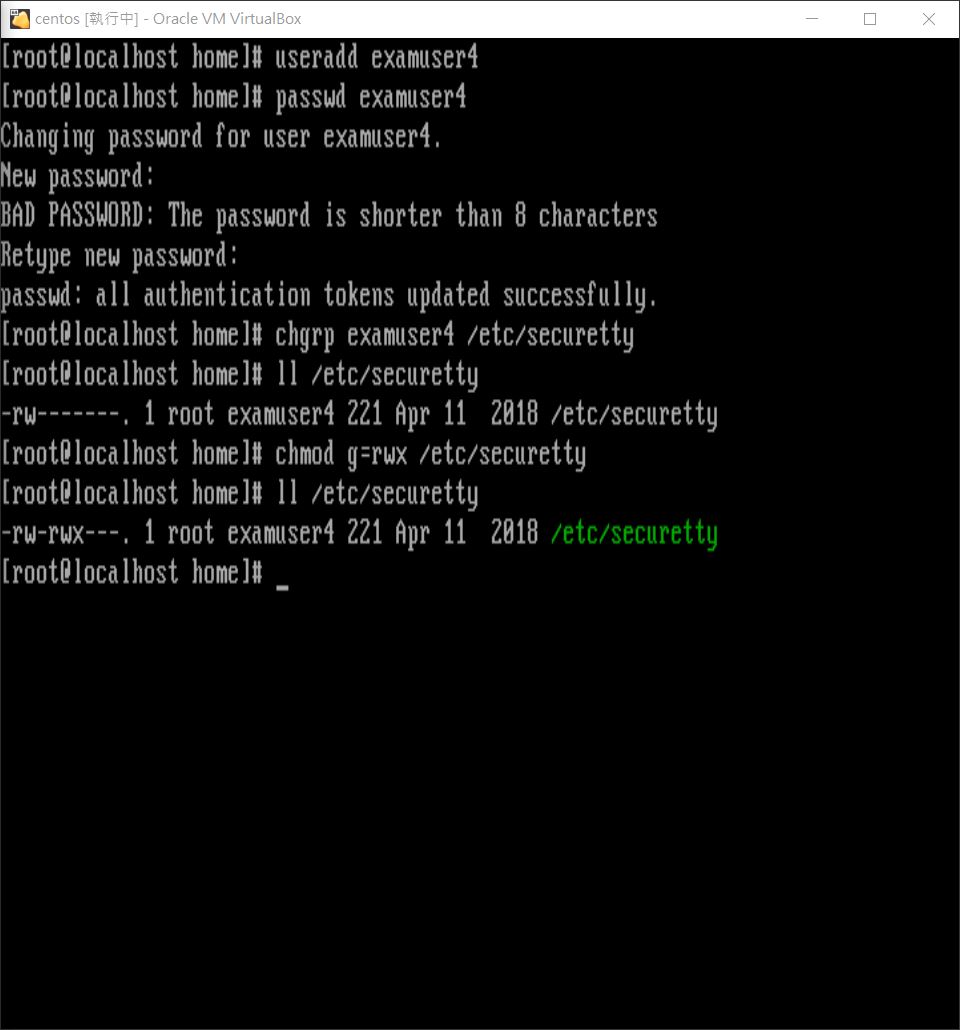 centos [執行中] - Oracle VM VirtualBox
[root@localhost home]# useradd examuser4
[root@localhost home]# passwd examuser4
Changing password for user examuser4.
New password:
BAD PASSWORD: The password is shorter than 8 characters
Retype new password:
passwd: all authentication tokens updated successfully.
[root@localhost home]# chgrp examuser4 /etc/securetty
[root@localhost home]# ll /etc/securetty
-rw-------. 1 root examuser4 221 Apr 11  2018 /etc/securetty
[root@localhost home]# chmod g=rwx /etc/securetty
[root@localhost home]# ll /etc/securetty
-rw-rwx---. 1 root examuser4 221 Apr 11  2018 /etc/securetty
[root@localhost home]# _